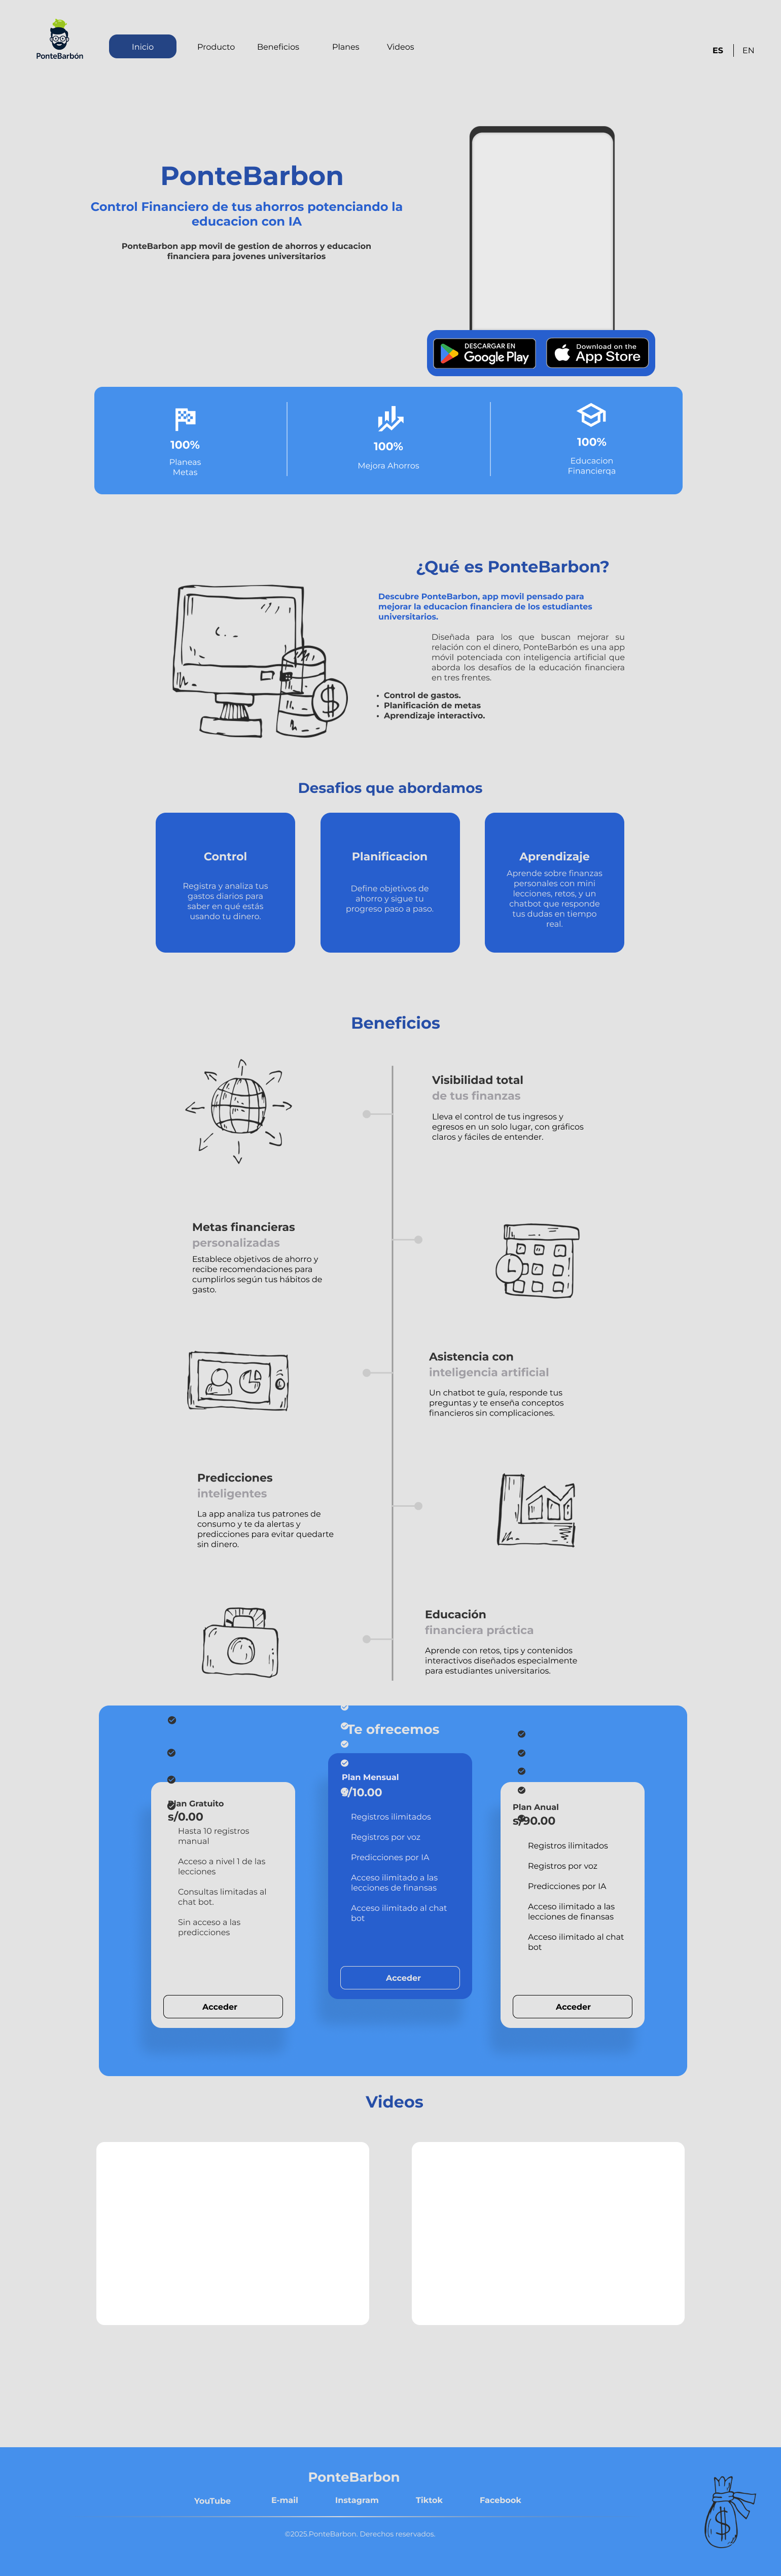 PonteBarbón
Inicio
Producto
Beneficios
Planes
Videos
ES
EN
PonteBarbon
Control Financiero de tus ahorros potenciando la
educacion con IA
PonteBarbon app movil de gestion de ahorros y educacion
financiera para jovenes universitarios
DESCARGAR EN
Google Play
Download on the
App Store
100%
Planeas
Metas
100%
Mejora Ahorros
100%
Educacion
Financierqa
¿Qué es PonteBarbon?
Descubre PonteBarbon, app movil pensado para
mejorar la educacion financiera de los estudiantes
universitarios.
Diseñada para los que buscan mejorar su
relación con el dinero, PonteBarbón es una app
móvil potenciada con inteligencia artificial que
aborda los desafíos de la educación financiera
en tres frentes.
• Control de gastos.
• Planificación de metas
• Aprendizaje interactivo.
Desafios que abordamos
Control
Registra y analiza tus
gastos diarios para
saber en qué estás
usando tu dinero.
Planificacion
Define objetivos de
ahorro y sigue tu
progreso paso a paso.
Aprendizaje
Aprende sobre finanzas
personales con mini
lecciones, retos, y un
chatbot que responde
tus dudas en tiempo
real.
Beneficios
Visibilidad total
de tus finanzas
Lleva el control de tus ingresos y
egresos en un solo lugar, con gráficos
claros y fáciles de entender.
Metas financieras
personalizadas
Establece objetivos de ahorro y
recibe recomendaciones para
cumplirlos según tus hábitos de
gasto.
Asistencia con
inteligencia artificial
Un chatbot te guía, responde tus
preguntas y te enseña conceptos
financieros sin complicaciones.
Predicciones
inteligentes
La app analiza tus patrones de
consumo y te da alertas y
predicciones para evitar quedarte
sin dinero.
Educación
financiera práctica
Aprende con retos, tips y contenidos
interactivos diseñados especialmente
para estudiantes universitarios.
Te ofrecemos
Plan Gratuito
s/0.00
Hasta 10 registros
manual
Acceso a nivel 1 de las
lecciones
Consultas limitadas al
chat bot.
Sin acceso a las
predicciones
Acceder
Plan Mensual
s/10.00
Registros ilimitados
Registros por voz
Predicciones por IA
Acceso ilimitado a las
lecciones de finansas
Acceso ilimitado al chat
bot
Acceder
Plan Anual
s/90.00
Registros ilimitados
Registros por voz
Predicciones por IA
Acceso ilimitado a las
lecciones de finansas
Acceso ilimitado al chat
bot
Acceder
Videos
PonteBarbon
YouTube
E-mail
Instagram
Tiktok
Facebook
©2025.PonteBarbon. Derechos reservados.